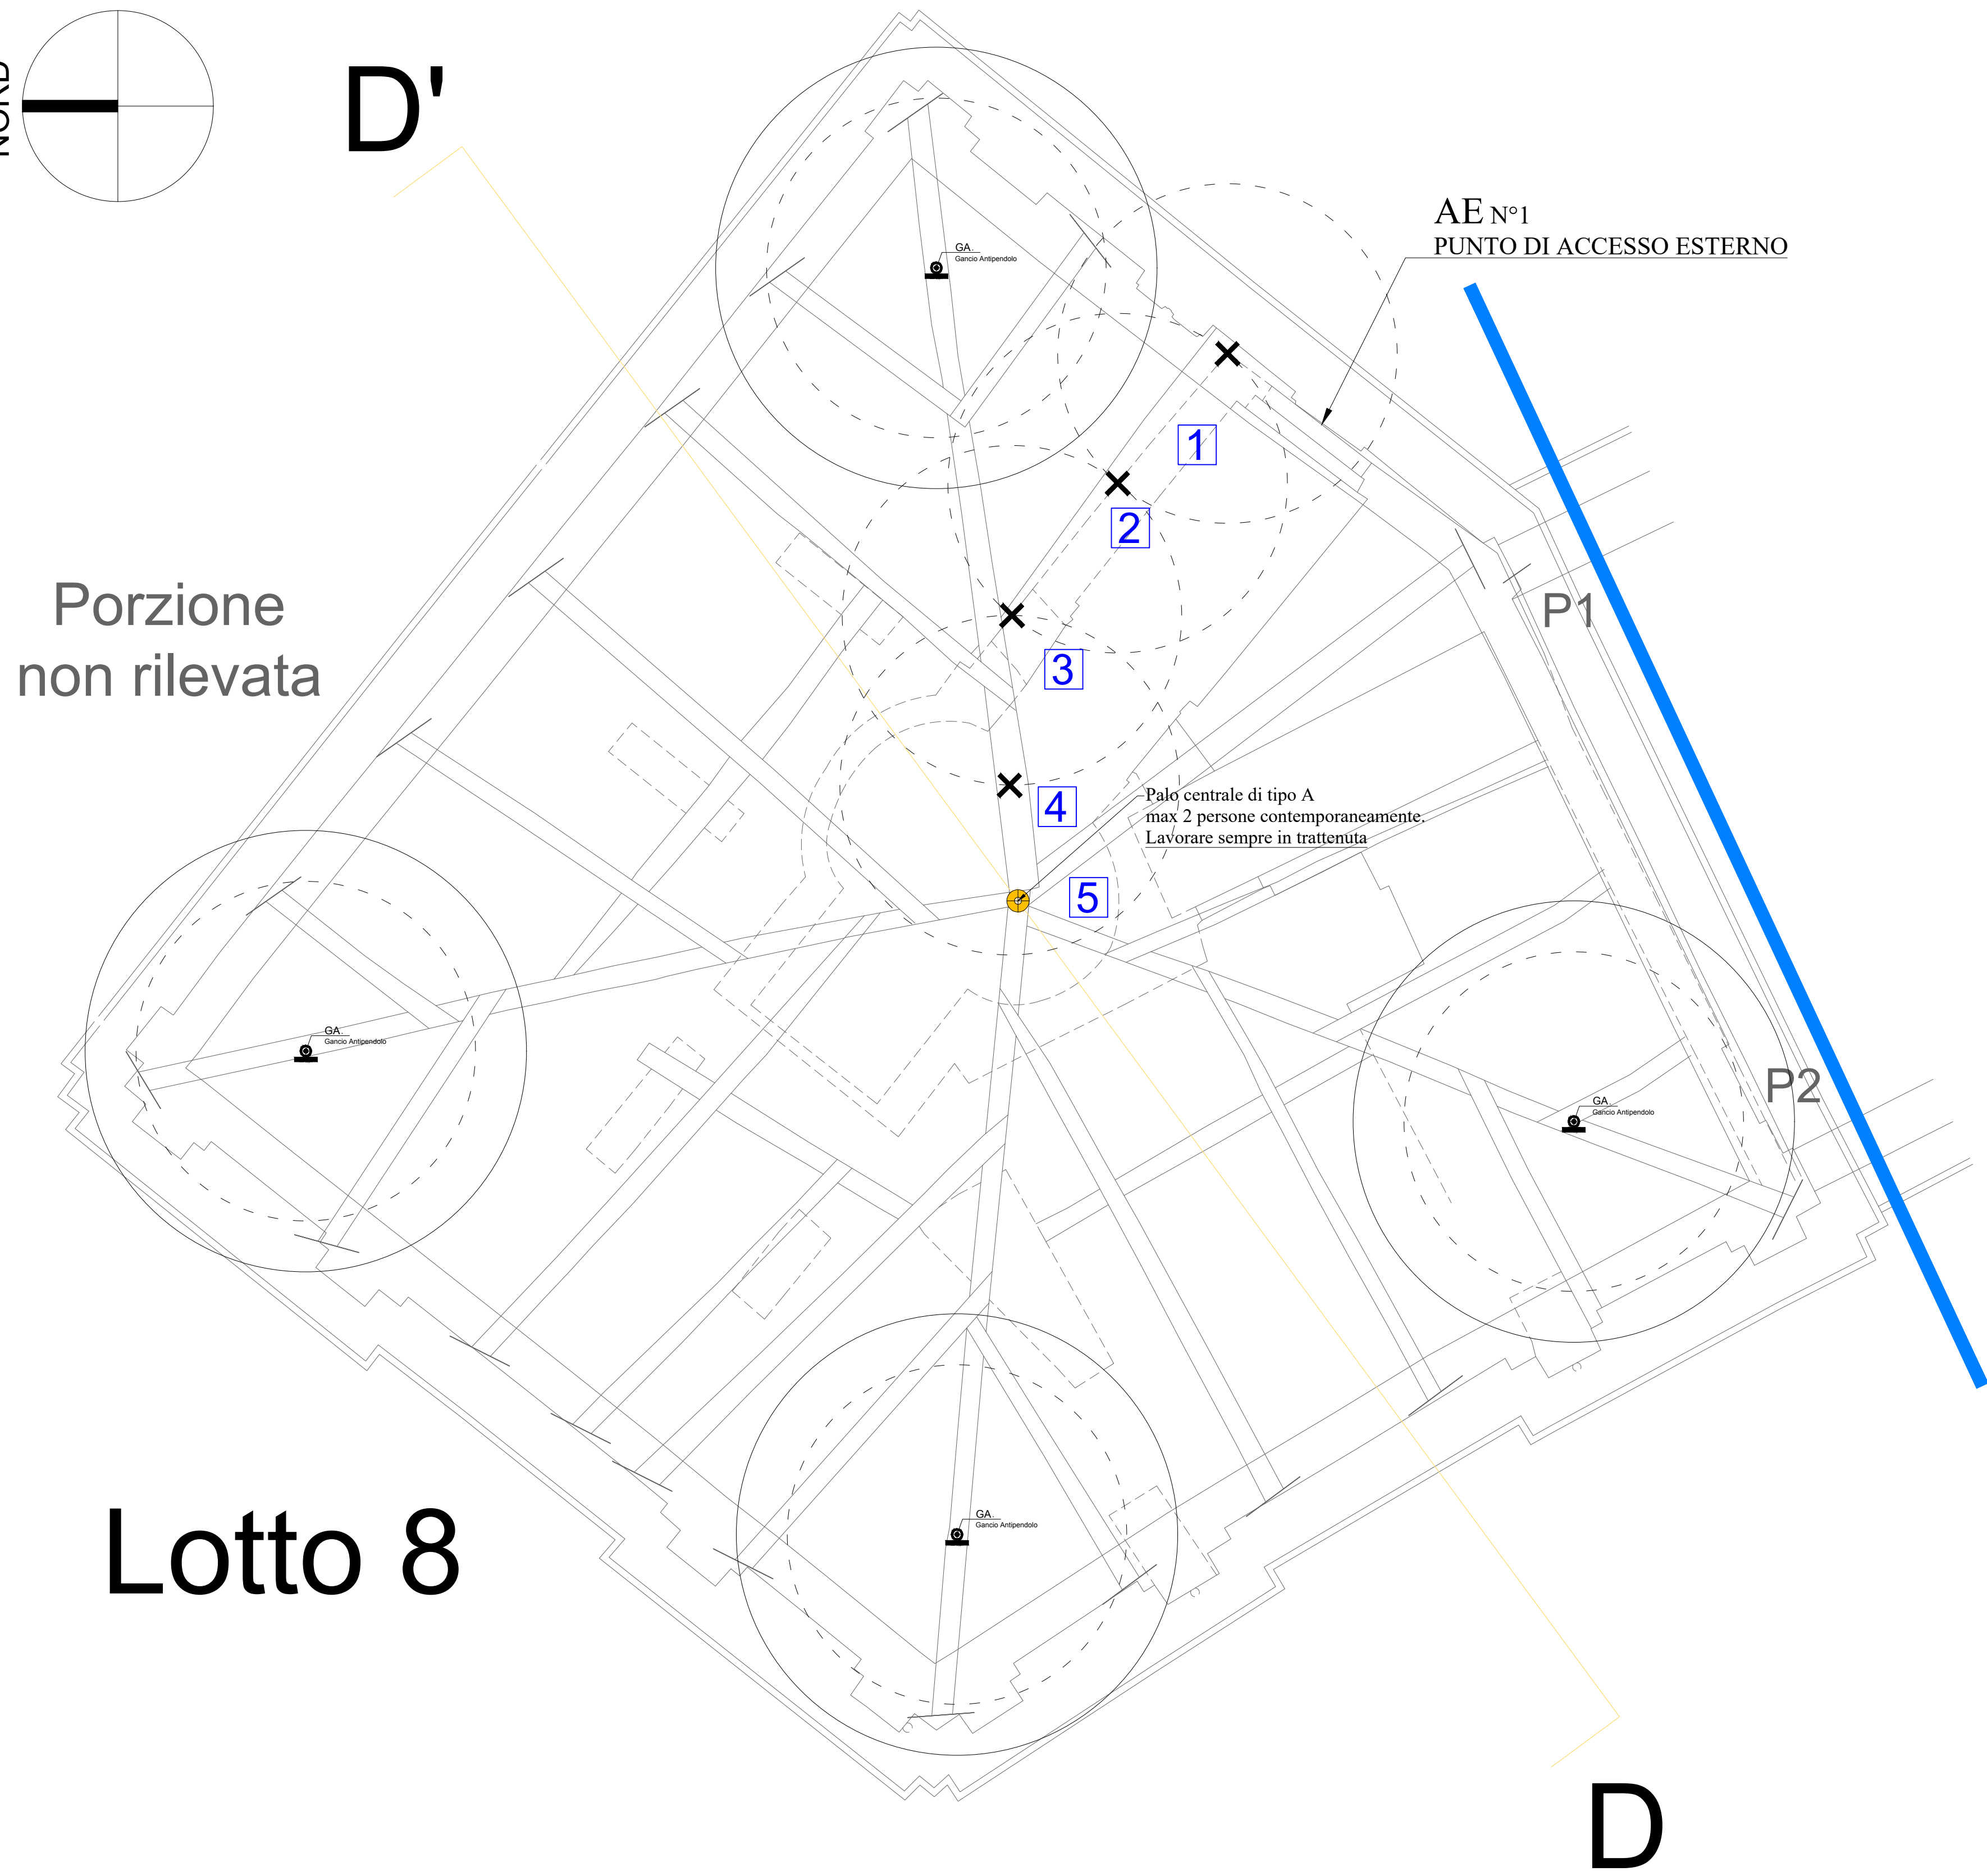 NORD
D'
AE N°1
PUNTO DI ACCESSO ESTERNO
GA.
Gancio Antipendolo
1
2
Porzione
non rilevata
P1
3
4
Palo centrale di tipo A
max 2 persone contemporaneamente.
Lavorare sempre in trattenuta
5
GA.
Gancio Antipendolo
P2
GA.
Gancio Antipendolo
Lotto 8
GA.
Gancio Antipendolo
D